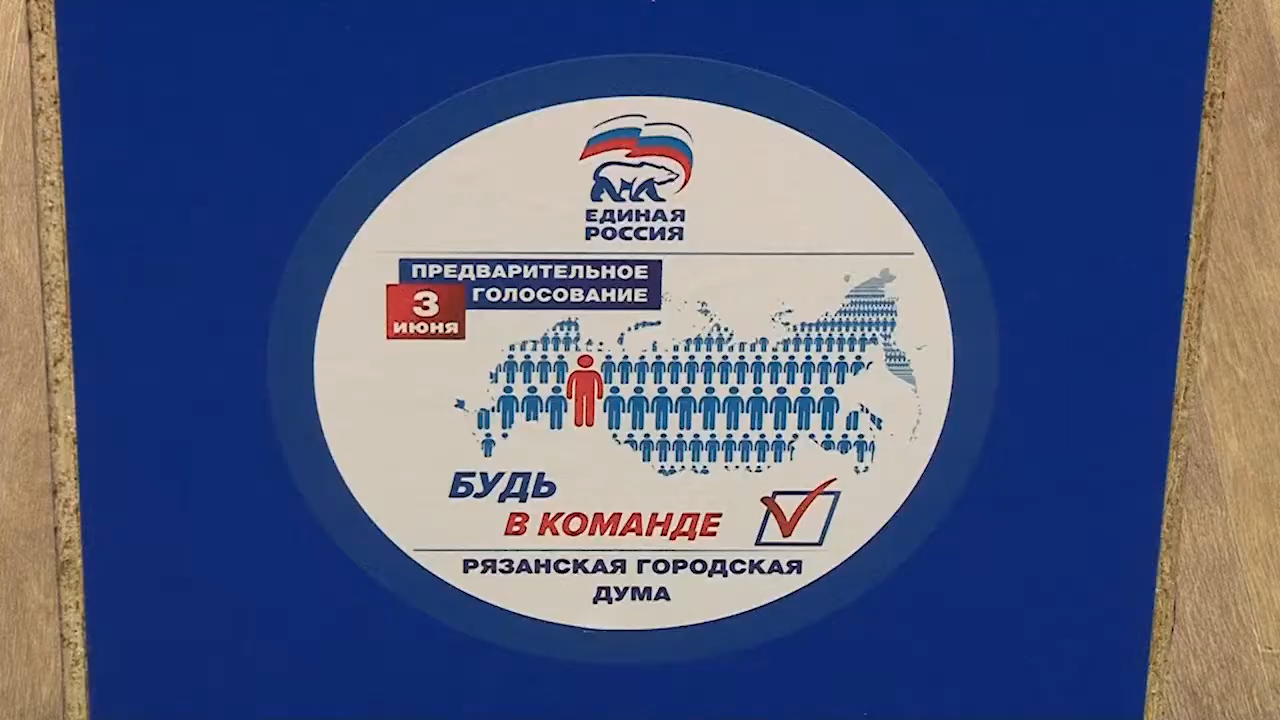 ЕДИНАЯ
РОССИЯ
ПРЕДВАРИТЕЛЬНОЕ
ГОЛОСОВАНИЕ
3
ИЮНЯ
БУДЬ
В КОМАНДЕ
РЯЗАНСКАЯ ГОРОДСКАЯ
ДУМА